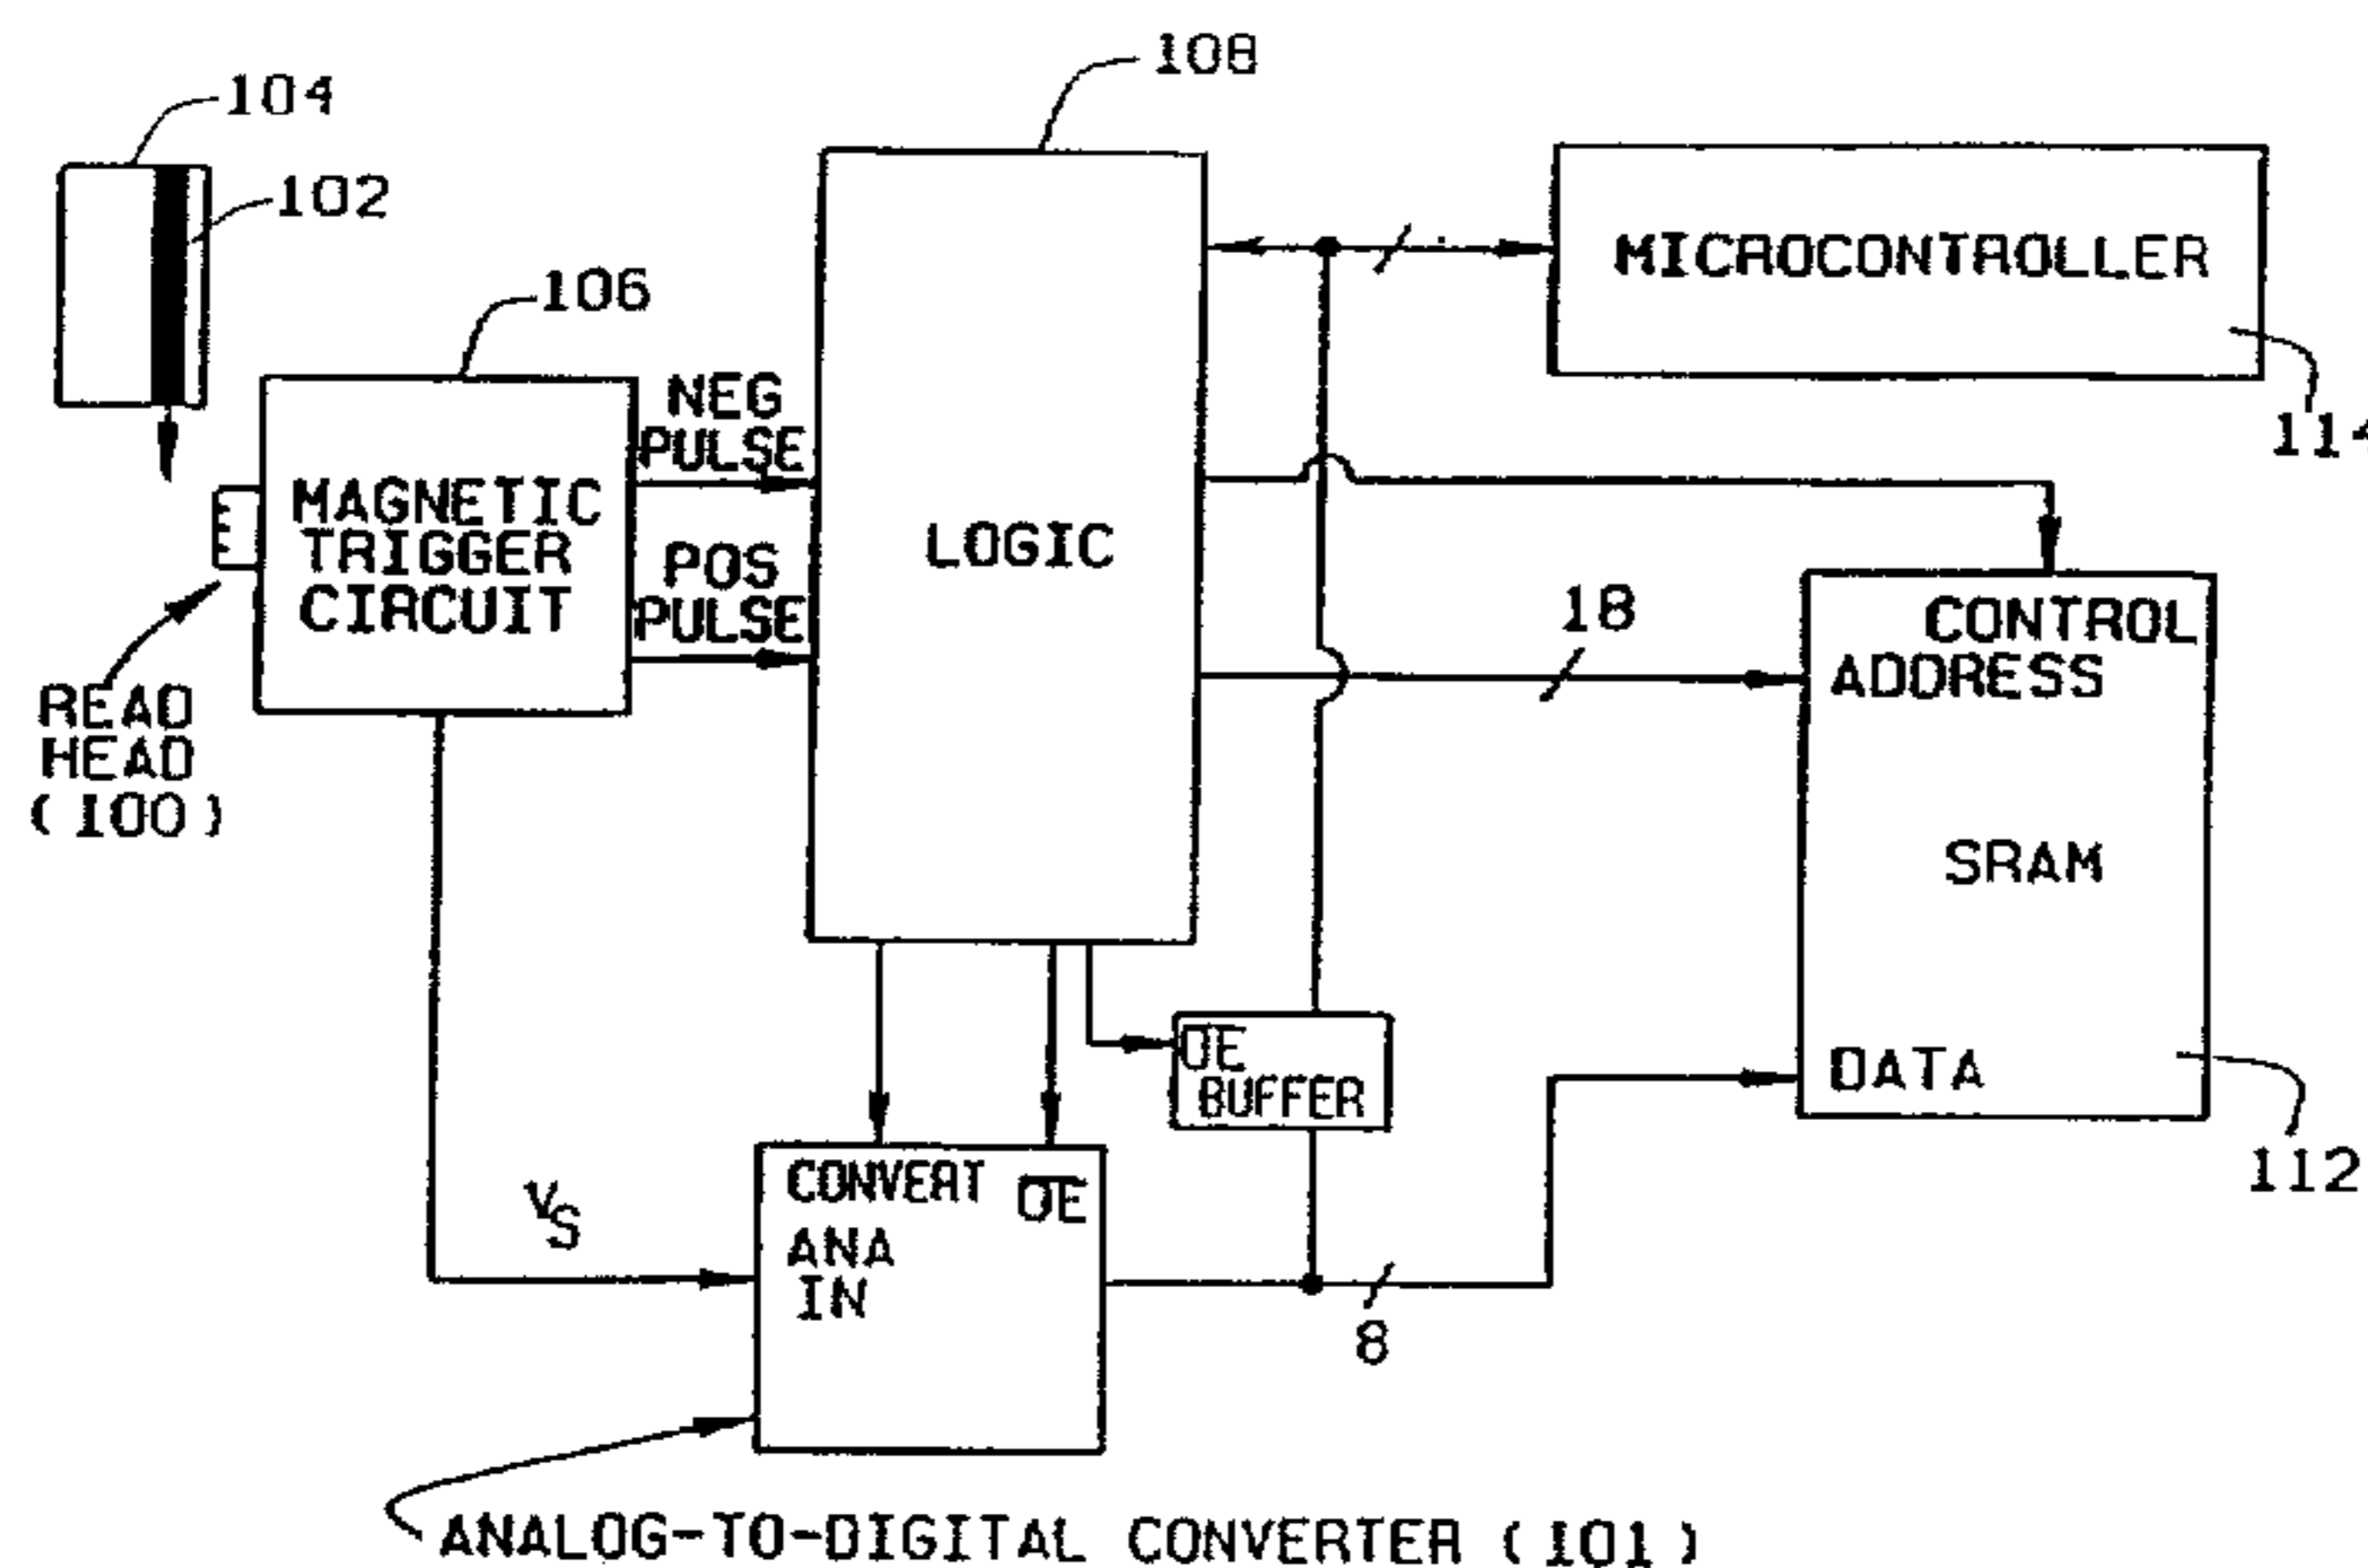 104
102
106
108
MICROCONTROLLER
114
NEG
PULSE
POS
PULSE
MAGNETIC
TRIGGER
CIRCUIT
LOGIC
READ
HEAD
(100)
18
CONTROL
ADDRESS
SRAM
DATA
112
OE
BUFFER
CONVERT
OE
ANA
IN
VS
8
ANALOG-TO-DIGITAL CONVERTER (101)